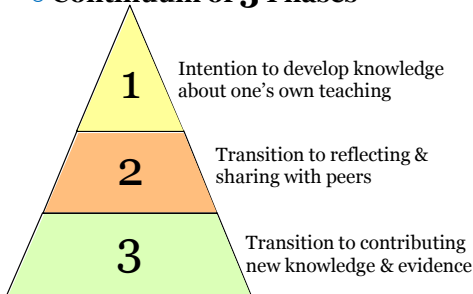 Continuum of 3 Phases
1
Intention to develop knowledge
about one's own teaching
2
Transition to reflecting &
sharing with peers
3
Transition to contributing
new knowledge & evidence